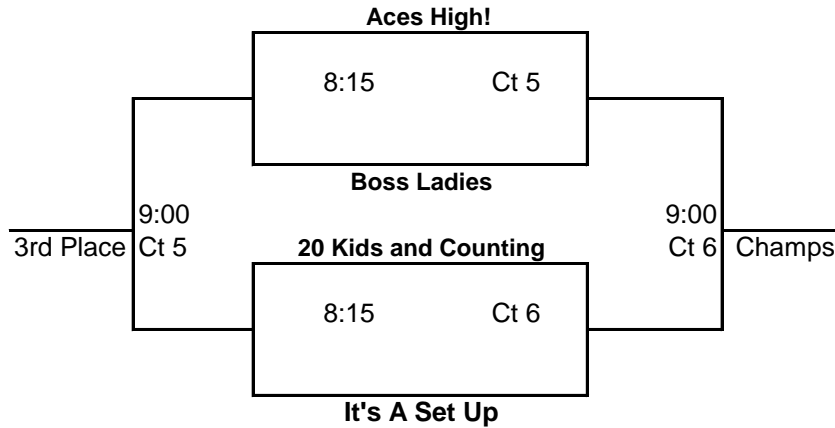 Aces High!
8:15 Ct 5
Boss Ladies
9:00 9:00
3rd Place Ct 5 20 Kids and Counting Ct 6 Champs
8:15 Ct 6
It's A Set Up